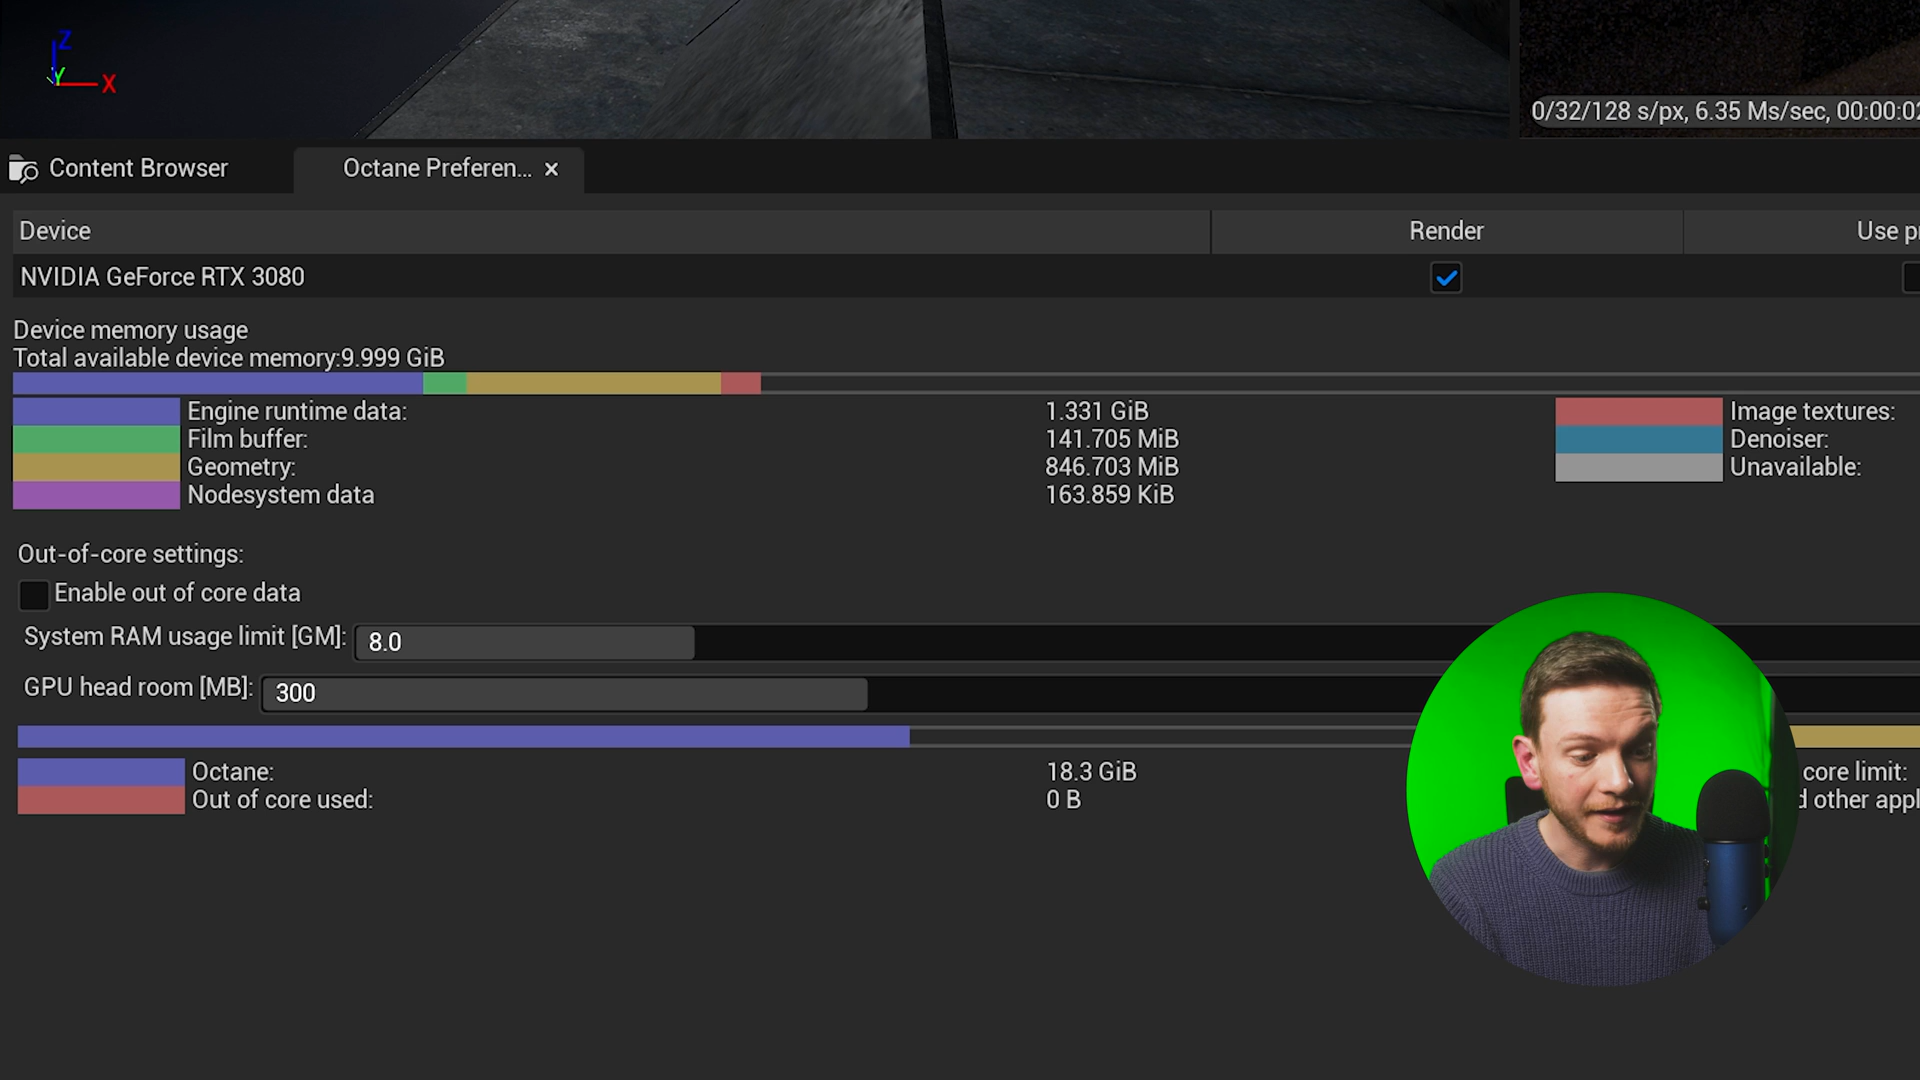 Z
Y
X
0/32/128 s/px, 6.35 Ms/sec, 00:00:02
Content Browser
Octane Preferen... ×
Device
Render
Use
NVIDIA GeForce RTX 3080
Device memory usage
Total available device memory:9.999 GiB
Engine runtime data: 1.331 GiB
Image textures:
Film buffer: 141.705 MiB
Denoiser:
Geometry: 846.703 MiB
Unavailable:
Nodesystem data 163.859 KiB
Out-of-core settings:
Enable out of core data
System RAM usage limit [GM]: 8.0
GPU head room [MB]: 300
Octane: 18.3 GiB
core limit:
Out of core used: 0 B
other appl